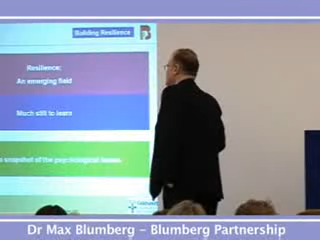 Building Resilience
Resilience:
An emerging field
Much still to learn
snapshot of the psychological issues
Dr Max Blumberg – Blumberg Partnership